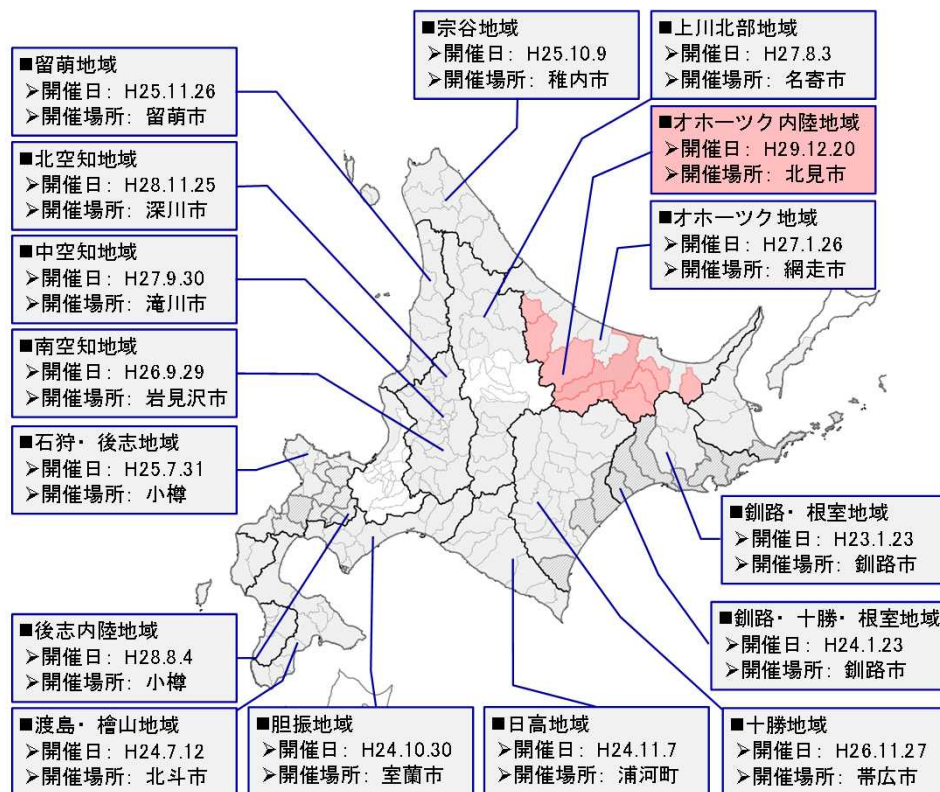 ■宗谷地域
➢開催日: H25.10.9
➢開催場所: 稚内市
■上川北部地域
➢開催日: H27.8.3
➢開催場所: 名寄市
■留萌地域
➢開催日: H25.11.26
➢開催場所: 留萌市
■オホーツク内陸地域
➢開催日: H29.12.20
➢開催場所: 北見市
■北空知地域
➢開催日: H28.11.25
➢開催場所: 深川市
■オホーツク地域
➢開催日: H27.1.26
➢開催場所: 網走市
■中空知地域
➢開催日: H27.9.30
➢開催場所: 滝川市
■南空知地域
➢開催日: H26.9.29
➢開催場所: 岩見沢市
■石狩・後志地域
➢開催日: H25.7.31
➢開催場所: 小樽
■釧路・根室地域
➢開催日: H23.1.23
➢開催場所: 釧路市
■釧路・十勝・根室地域
➢開催日: H24.1.23
➢開催場所: 釧路市
■後志内陸地域
➢開催日: H28.8.4
➢開催場所: 小樽
■渡島・檜山地域
➢開催日: H24.7.12
➢開催場所: 北斗市
■胆振地域
➢開催日: H24.10.30
➢開催場所: 室蘭市
■日高地域
➢開催日: H24.11.7
➢開催場所: 浦河町
■十勝地域
➢開催日: H26.11.27
➢開催場所: 帯広市